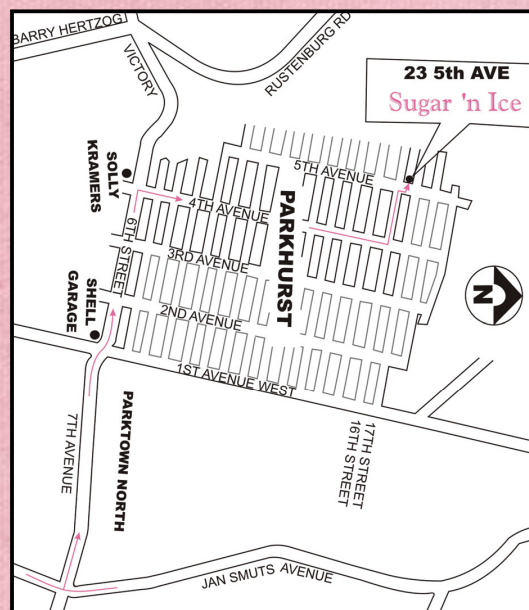 BARRY HERTZOG
VICTORY
RUSTENBURG RD
23 5th AVE
Sugar 'n Ice
SOLLY
KRAMERS
5TH AVENUE
4TH AVENUE
PARKHURST
6TH STREET
3RD AVENUE
SHELL
GARAGE
2ND AVENUE
N
1ST AVENUE WEST
7TH AVENUE
PARKTOWN NORTH
17TH STREET
16TH STREET
JAN SMUTS AVENUE